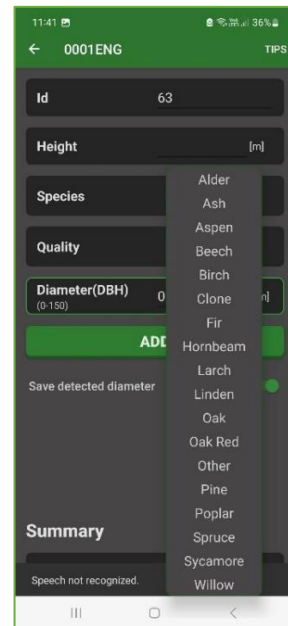 11:41 36%
0001ENG TIPS
Id 63
Height [m]
Species
Quality
Diameter(DBH) 0
(0-150)
ADD
Save detected diameter
Summary
Speech not recognized.
Alder
Ash
Aspen
Beech
Birch
Clone
Fir
Hornbeam
Larch
Linden
Oak
Oak Red
Other
Pine
Poplar
Spruce
Sycamore
Willow